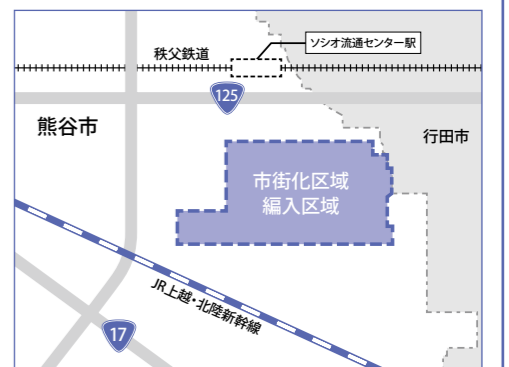 ソシオ流通センター駅
秩父鉄道
125
熊谷市
行田市
市街化区域
編入区域
JR上越・北陸新幹線
17